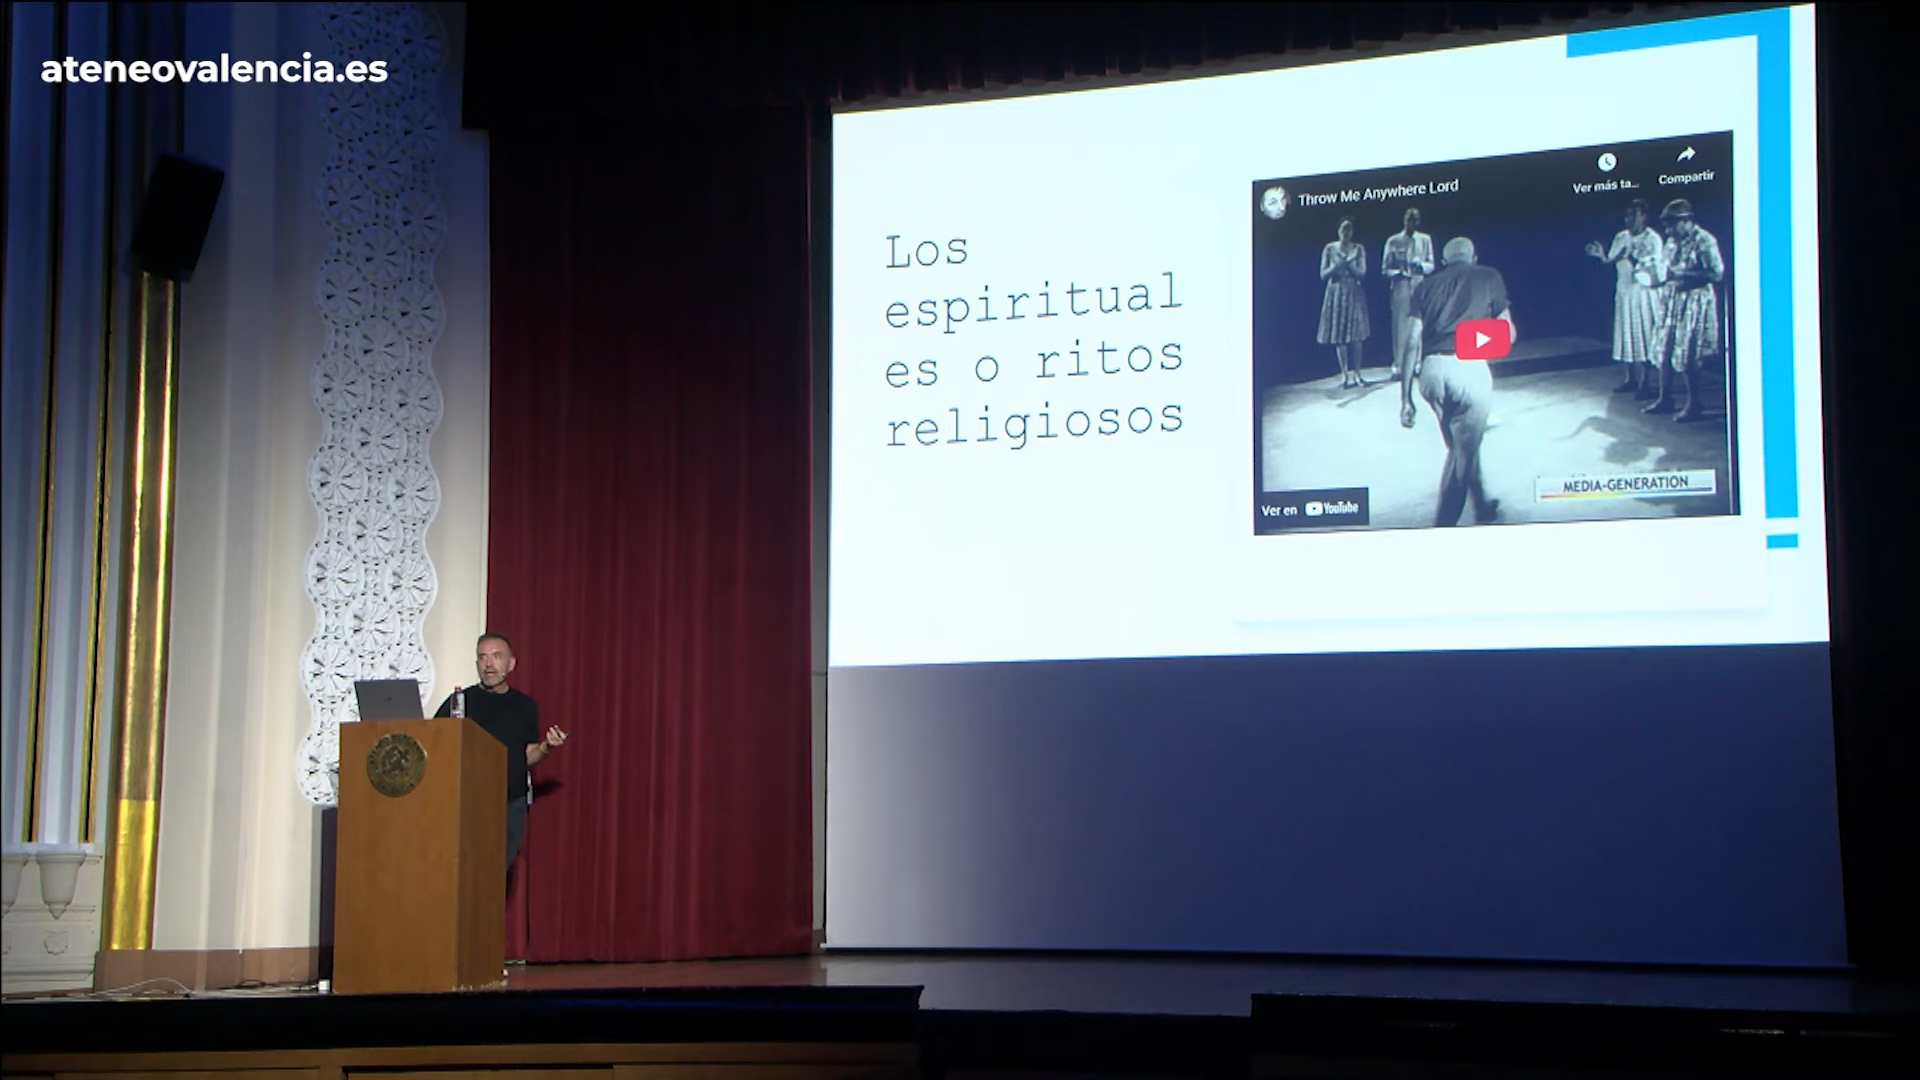 ateneovalencia.es
Los
espiritual
es o ritos
religiosos
Throw Me Anywhere Lord
Ver más ta...
Compartir
MEDIA-GENERATION
Ver en YouTube